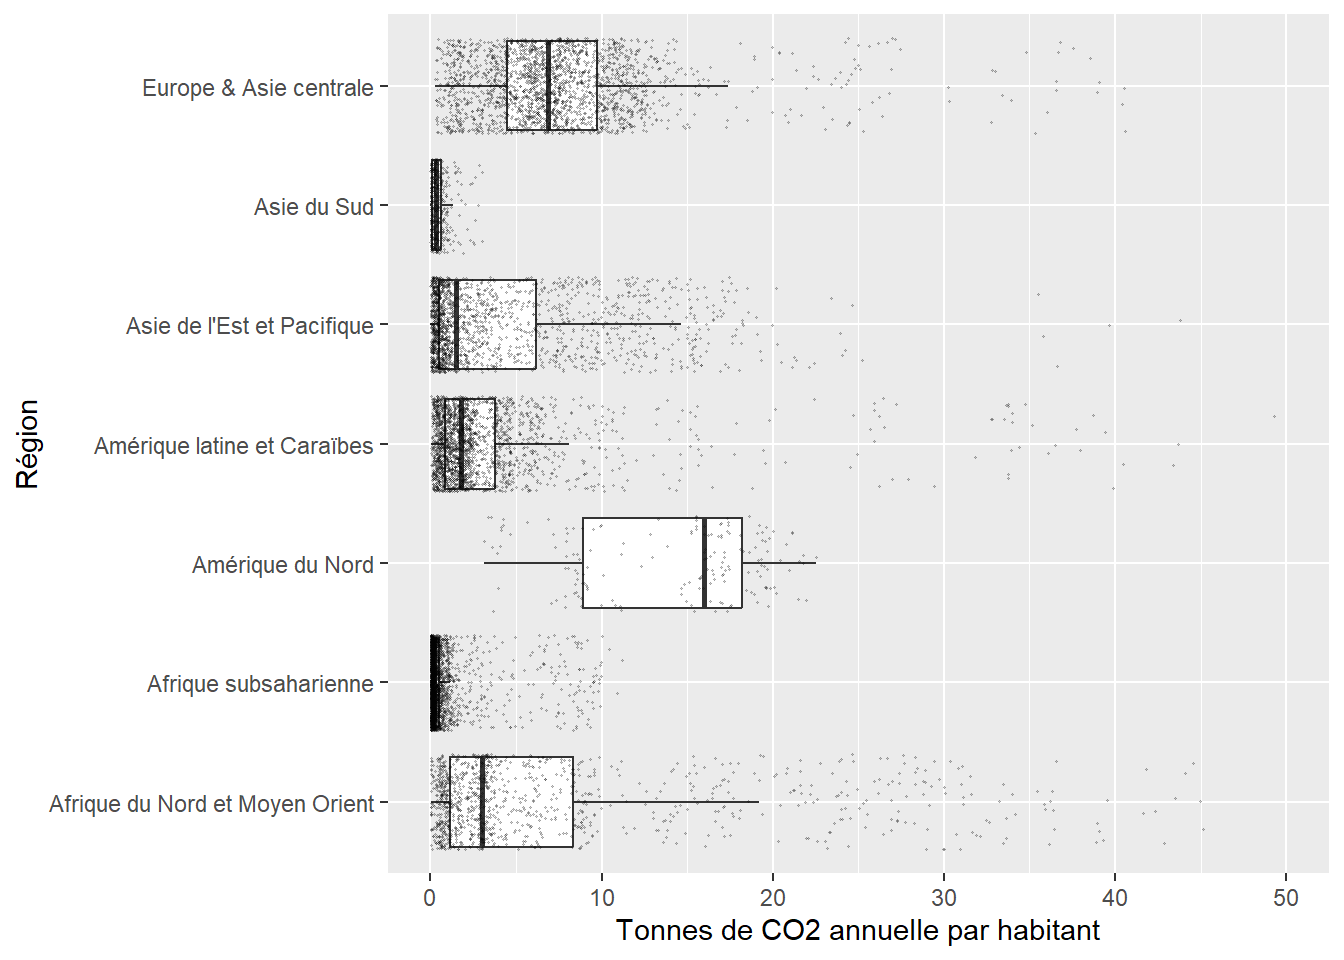 Région
Europe & Asie centrale
Asie du Sud
Asie de l'Est et Pacifique
Amérique latine et Caraïbes
Amérique du Nord
Afrique subsaharienne
Afrique du Nord et Moyen Orient
0 10 20 30 40 50
Tonnes de CO2 annuelle par habitant